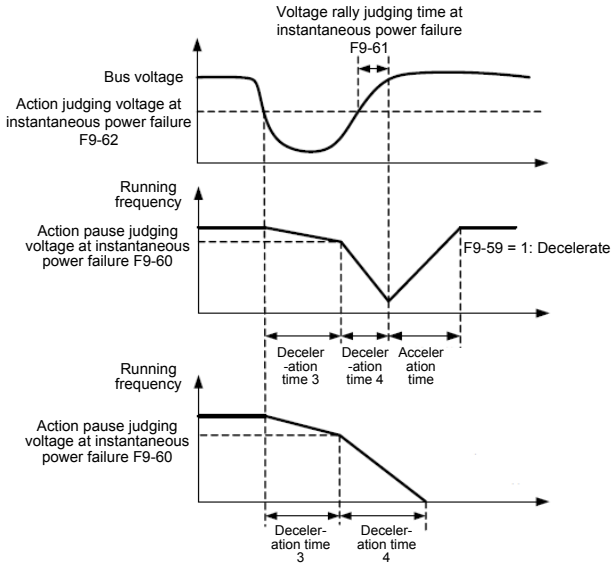 Voltage rally judging time at
instantaneous power failure
F9-61
Bus voltage
Action judging voltage at
instantaneous power failure
F9-62
Running
frequency
Action pause judging
voltage at instantaneous
power failure F9-60
F9-59 = 1: Decelerate
Deceler
-ation
time 3
Deceler
-ation
time 4
Acceler
ation
time
Running
frequency
Action pause judging
voltage at instantaneous
power failure F9-60
Deceler-
ation time
3
Deceler-
ation time
4